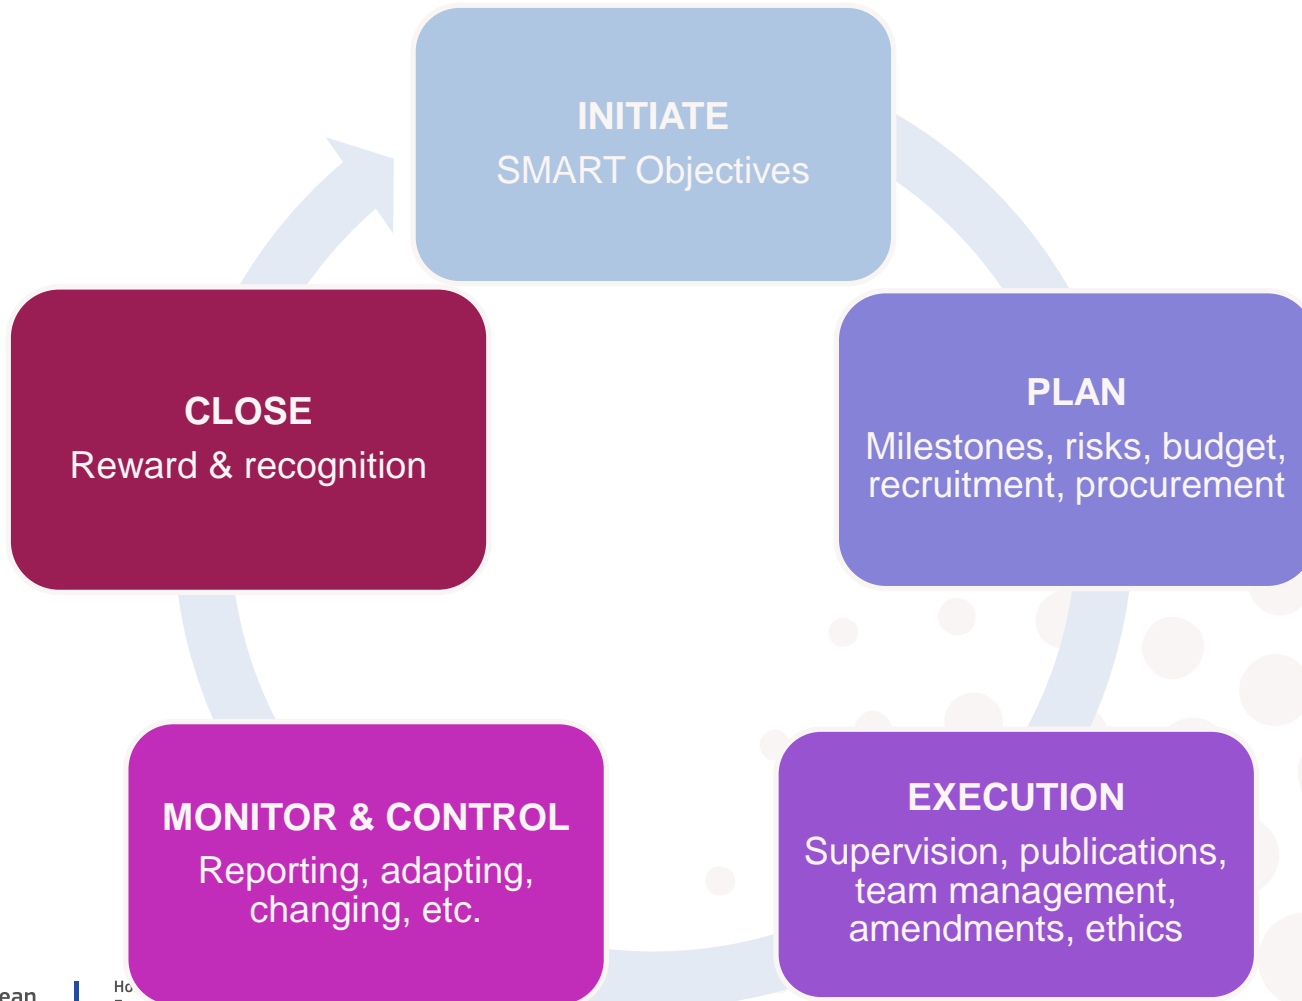 INITIATE
SMART Objectives
PLAN
Milestones, risks, budget,
recruitment, procurement
EXECUTION
Supervision, publications,
team management,
amendments, ethics
MONITOR & CONTROL
Reporting, adapting,
changing, etc.
CLOSE
Reward & recognition